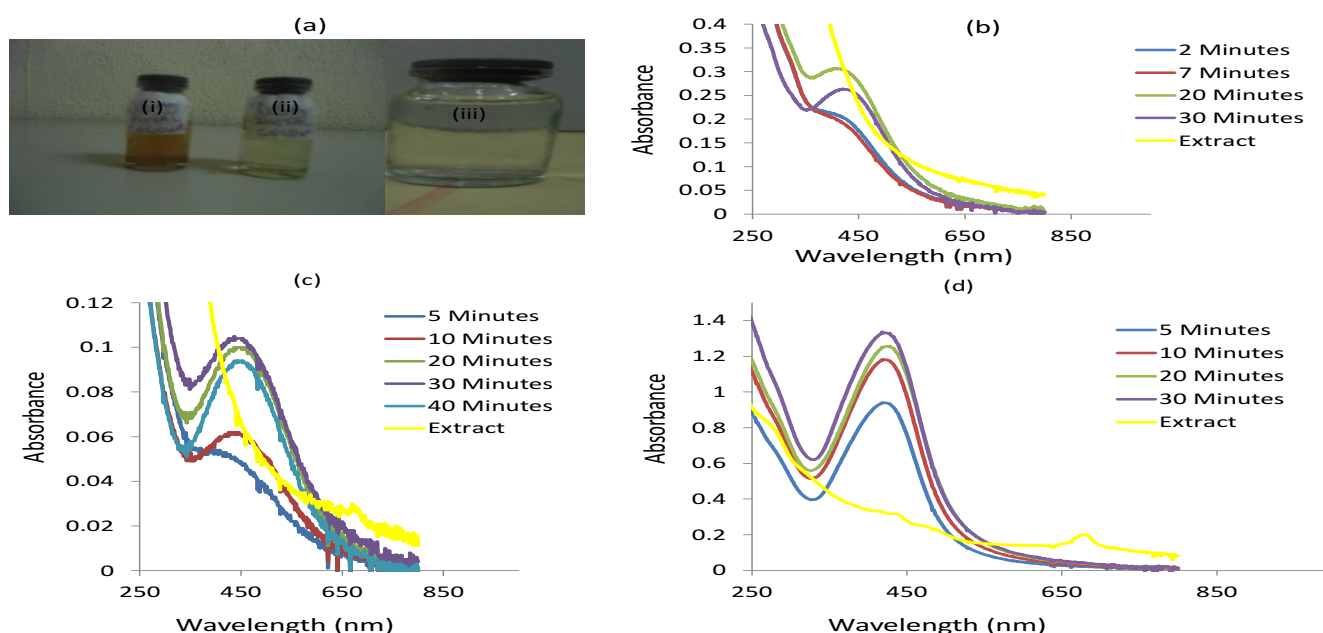 (a)
(i)
(ii)
(iii)
(b)
0.4
0.35
0.3
0.25
0.2
0.15
0.1
0.05
0
Absorbance
250 450 650 850
Wavelength (nm)
2 Minutes
7 Minutes
20 Minutes
30 Minutes
Extract
(c)
0.12
0.1
0.08
0.06
0.04
0.02
0
Absorbance
250 450 650 850
Wavelength (nm)
5 Minutes
10 Minutes
20 Minutes
30 Minutes
40 Minutes
Extract
(d)
1.4
1.2
1
0.8
0.6
0.4
0.2
0
Absorbance
250 450 650 850
Wavelength (nm)
5 Minutes
10 Minutes
20 Minutes
30 Minutes
Extract